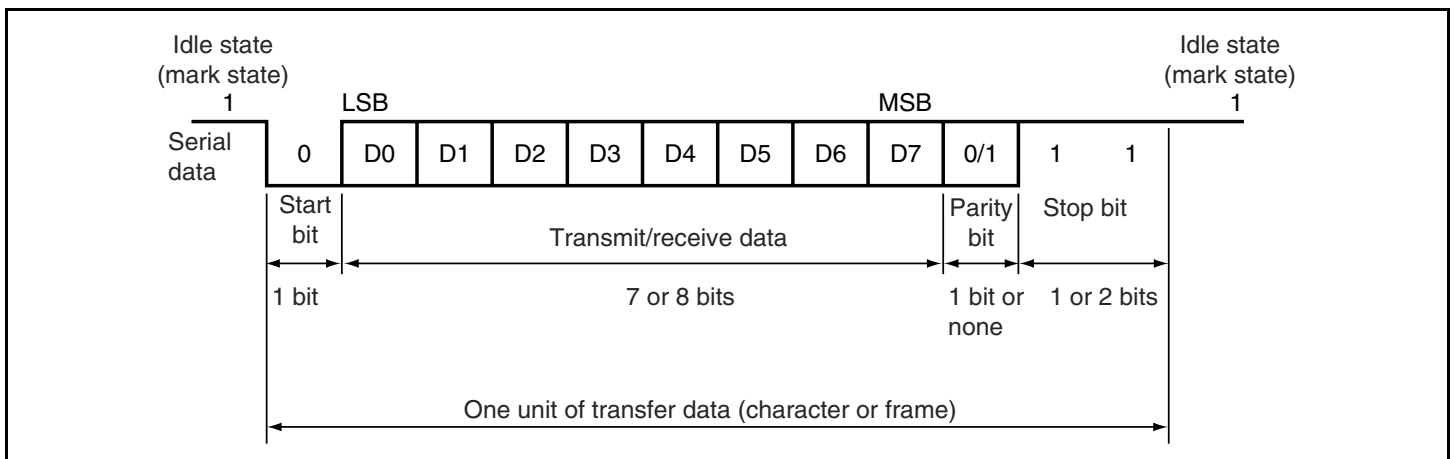 Idle state
(mark state)
1
Idle state
(mark state)
1
LSB
MSB
Serial
data
0 D0 D1 D2 D3 D4 D5 D6 D7 0/1 1 1
Start
bit
Transmit/receive data
Parity
bit
Stop bit
1 bit
7 or 8 bits
1 bit or
none
1 or 2 bits
One unit of transfer data (character or frame)